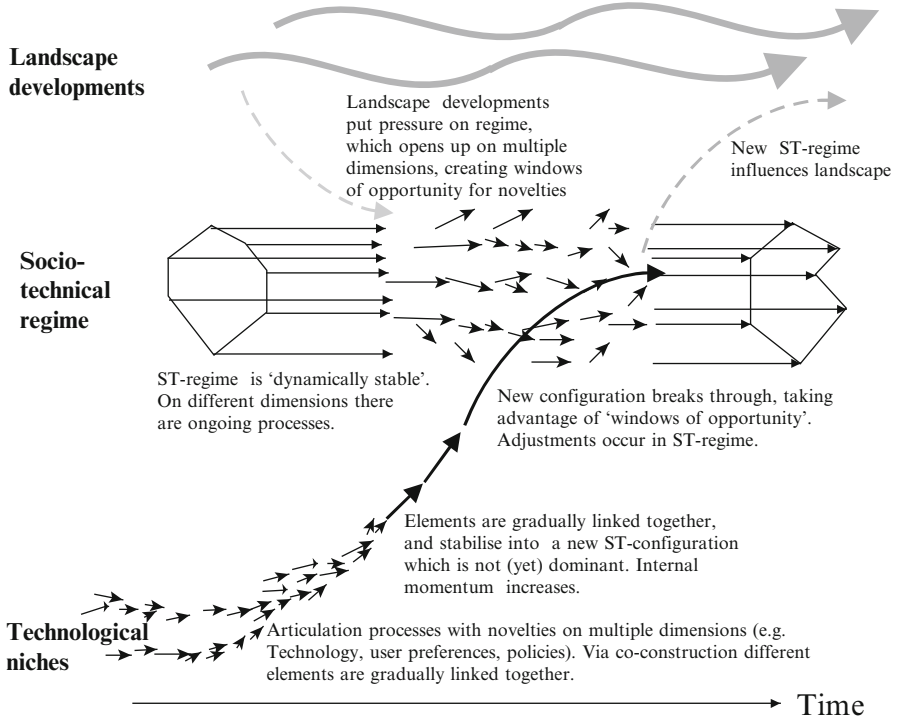 Landscape
developments
Landscape developments
put pressure on regime,
which opens up on multiple
dimensions, creating windows
of opportunity for novelties
New ST-regime
influences landscape
Socio-
technical
regime
ST-regime is ‘dynamically stable’.
On different dimensions there
are ongoing processes.
New configuration breaks through, taking
advantage of ‘windows of opportunity’.
Adjustments occur in ST-regime.
Elements are gradually linked together,
and stabilise into a new ST-configuration
which is not (yet) dominant. Internal
momentum increases.
Technological
niches
Articulation processes with novelties on multiple dimensions (e.g.
Technology, user preferences, policies). Via co-construction different
elements are gradually linked together.
Time